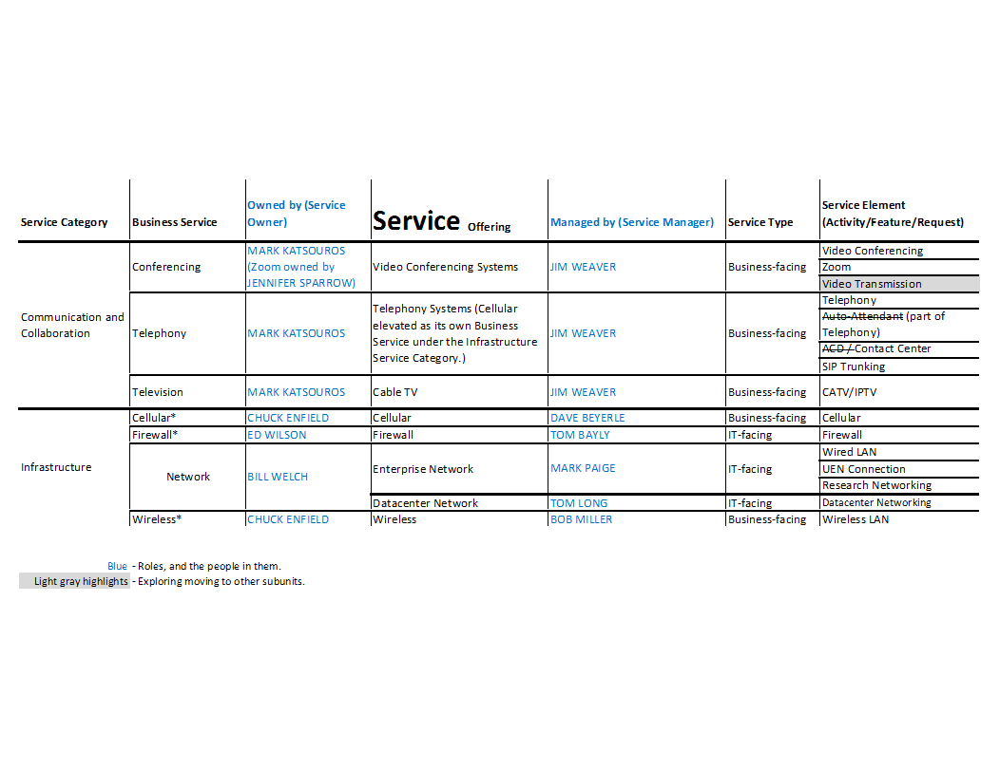 Service Category Business Service Owned by (Service Owner) Service Offering Managed by (Service Manager) Service Type Service Element (Activity/Feature/Request)
Communication and
Collaboration
Conferencing
MARK KATSOUROS
(Zoom owned by
JENNIFER SPARROW)
Video Conferencing Systems
JIM WEAVER
Business-facing
Video Conferencing
Zoom
Video Transmission
Telephony
MARK KATSOUROS
Telephony Systems (Cellular
elevated as its own Business
Service under the Infrastructure
Service Category.)
JIM WEAVER
Business-facing
Telephony
Auto-Attendant (part of
Telephony)
ACD / Contact Center
SIP Trunking
Television MARK KATSOUROS Cable TV JIM WEAVER Business-facing CATV/IPTV
Infrastructure
Cellular* CHUCK ENFIELD Cellular DAVE BEYERLE Business-facing Cellular
Firewall* ED WILSON Firewall TOM BAYLY IT-facing Firewall
Network
BILL WELCH
Enterprise Network
MARK PAIGE
IT-facing
Wired LAN
UEN Connection
Research Networking
Datacenter Network TOM LONG IT-facing Datacenter Networking
Wireless* CHUCK ENFIELD Wireless BOB MILLER Business-facing Wireless LAN
Blue - Roles, and the people in them.
Light gray highlights - Exploring moving to other subunits.